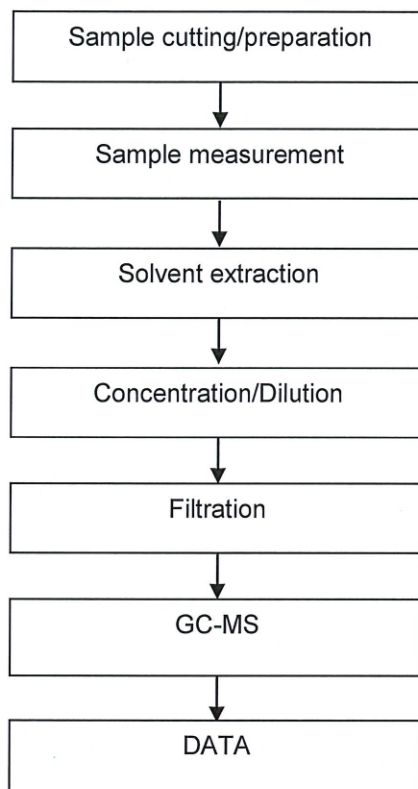 Sample cutting/preparation
Sample measurement
Solvent extraction
Concentration/Dilution
Filtration
GC-MS
DATA